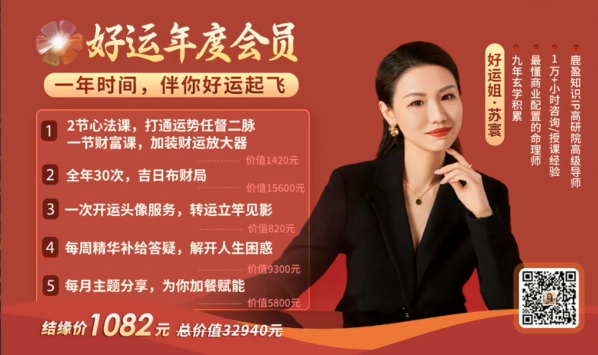 好运年度会员
一年时间，伴你好运起飞
1
2节心法课，打通运势任督二脉
一节财富课，加装财运放大器
价值1420元
2
全年30次，吉日布财局
价值15600元
3
一次开运头像服务，转运立竿见影
价值820元
4
每周精华补给答疑，解开人生困惑
价值9300元
5
每月主题分享，为你加餐赋能
价值5800元
结缘价1082元 总价值32940元
好运姐·苏寰
鹿盈知识IP高研院高级导师
1万+小时咨询/授课经验
最懂商业配置的命理师
九年玄学积累